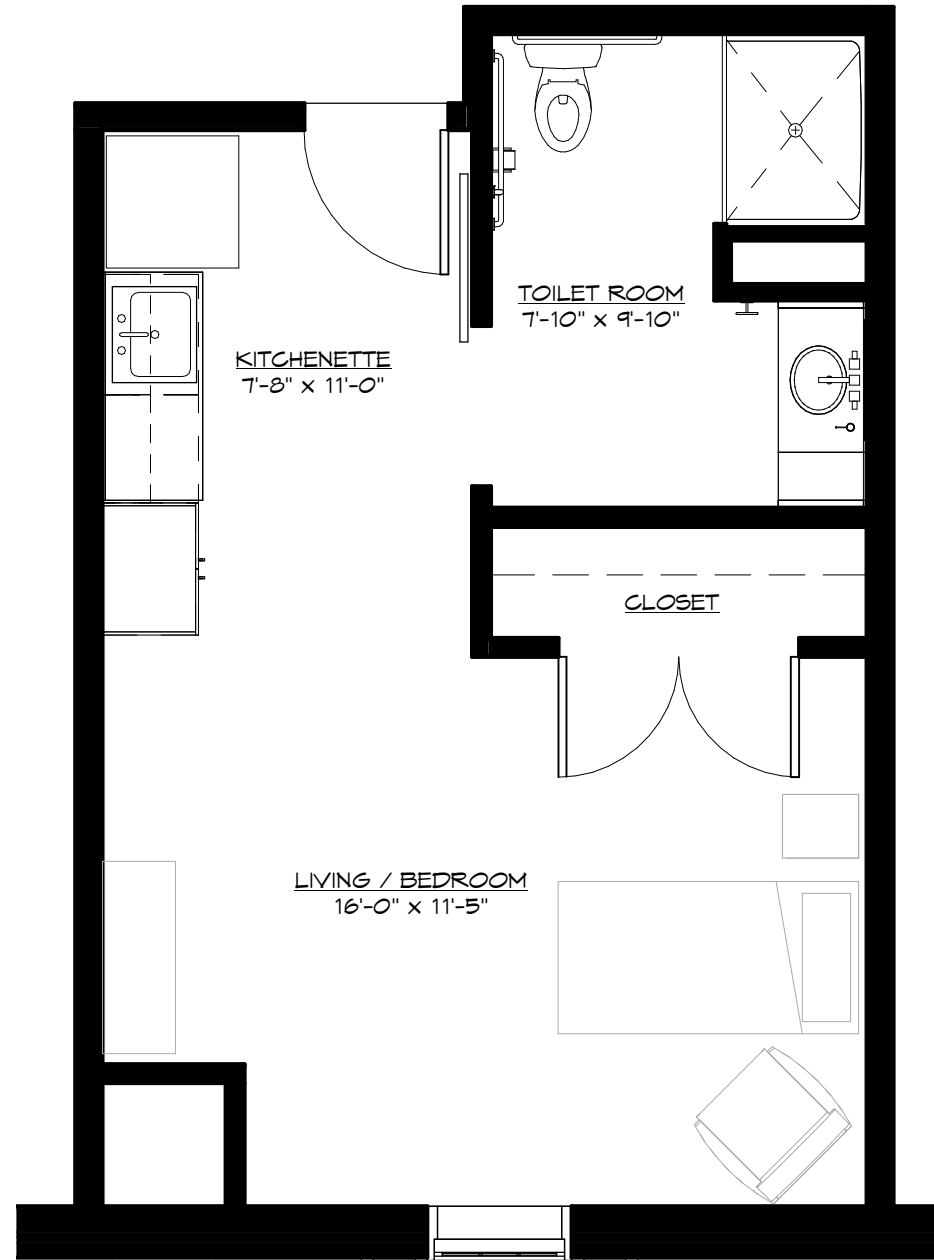 TOILET ROOM
7'-10" x 9'-10"
KITCHENETTE
7'-8" x 11'-0"
CLOSET
LIVING / BEDROOM
16'-0" x 11'-5"